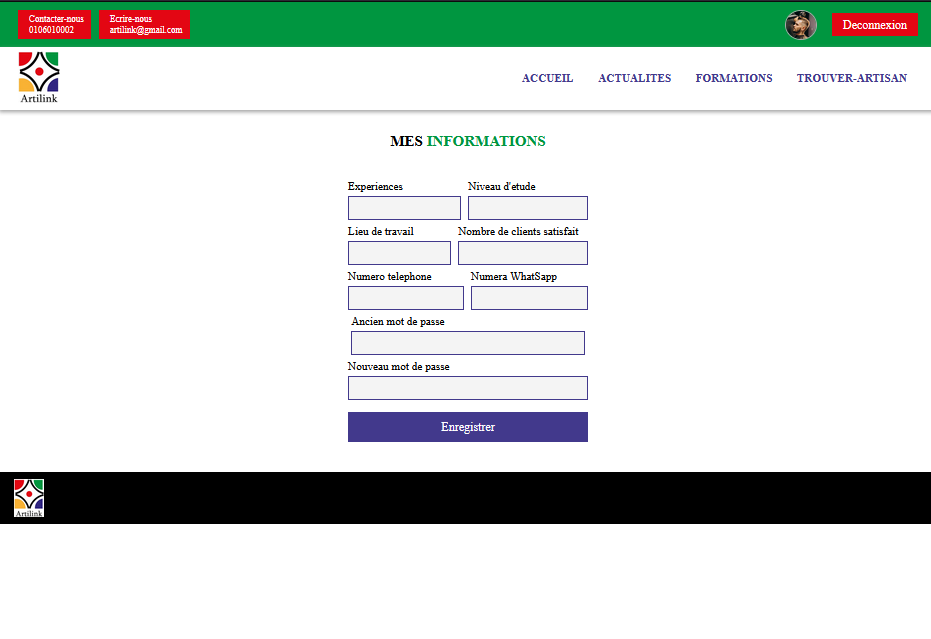 Contacter-nous
0106010002
Ecrire-nous
artilink@gmail.com
Deconnexion
Artilink
ACCUEIL ACTUALITES FORMATIONS TROUVER-ARTISAN
MES INFORMATIONS
Experiences Niveau d'etude
Lieu de travail Nombre de clients satisfait
Numero telephone Numera WhatSapp
Ancien mot de passe
Nouveau mot de passe
Enregistrer
Artilink